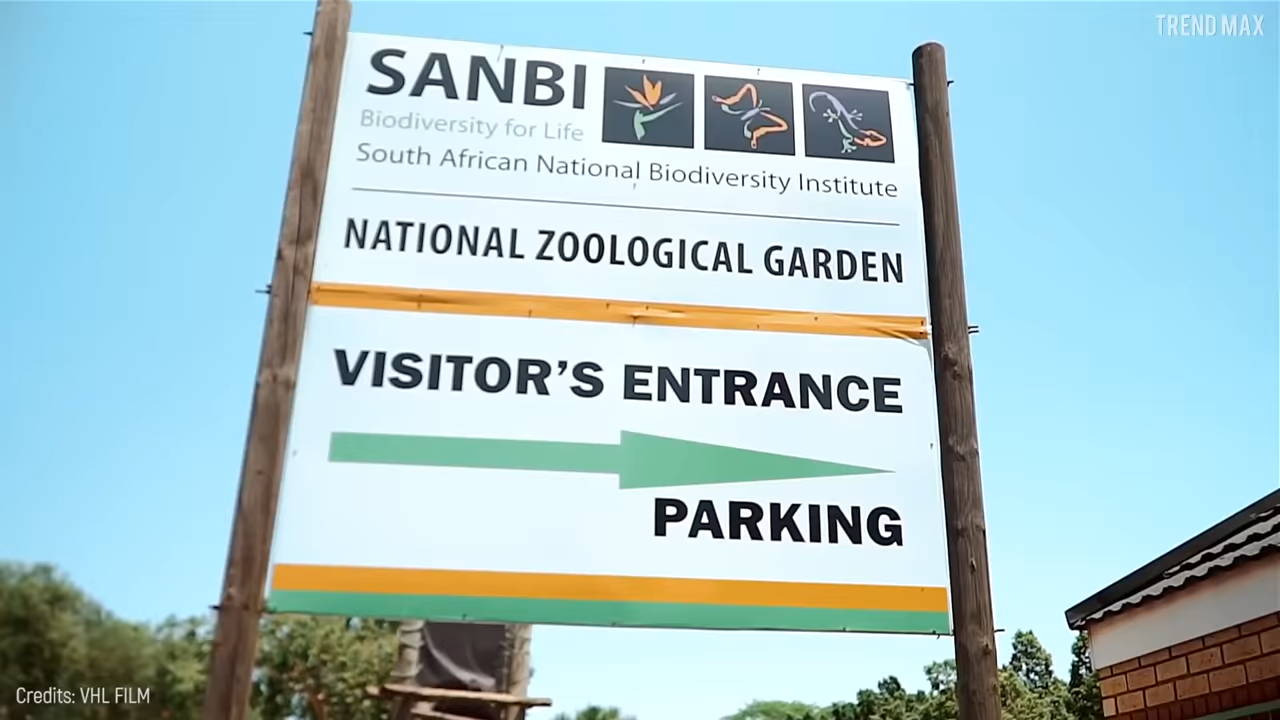 TREND MAX
SANBI
Biodiversity for Life
South African National Biodiversity Institute
NATIONAL ZOOLOGICAL GARDEN
VISITOR'S ENTRANCE
PARKING
Credits: VHL FILM